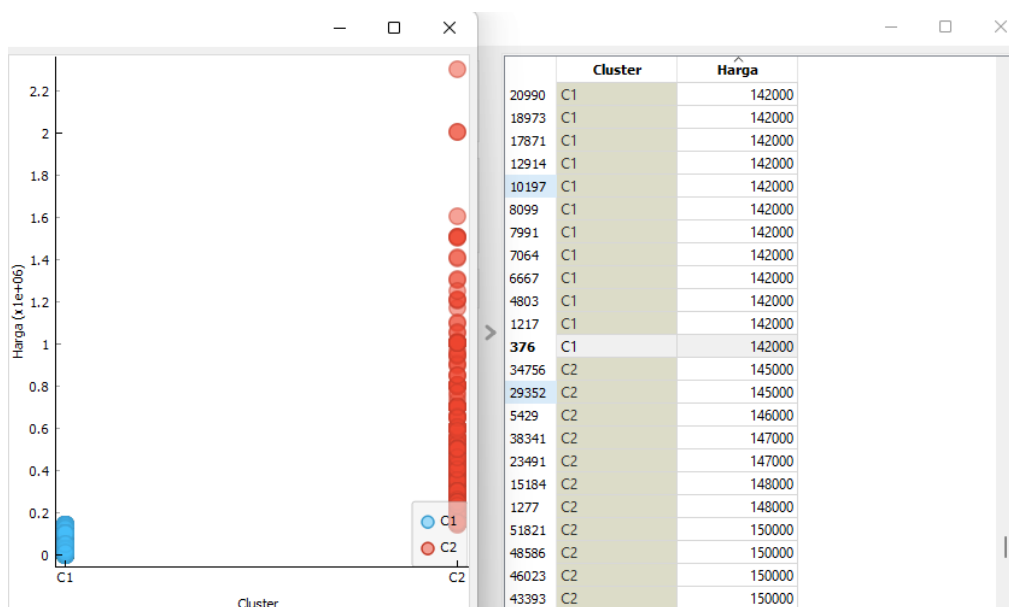 2.2
2
1.8
1.6
1.4
1.2
1
0.8
0.6
0.4
0.2
0
Harga (x1e+06)
C1
C2
C1
C2
Cluster
Cluster Harga
20990 C1 142000
18973 C1 142000
17871 C1 142000
12914 C1 142000
10197 C1 142000
8099 C1 142000
7991 C1 142000
7064 C1 142000
6667 C1 142000
4803 C1 142000
1217 C1 142000
376 C1 142000
34756 C2 145000
29352 C2 145000
5429 C2 146000
38341 C2 147000
23491 C2 147000
15184 C2 148000
1277 C2 148000
51821 C2 150000
48586 C2 150000
46023 C2 150000
43393 C2 150000